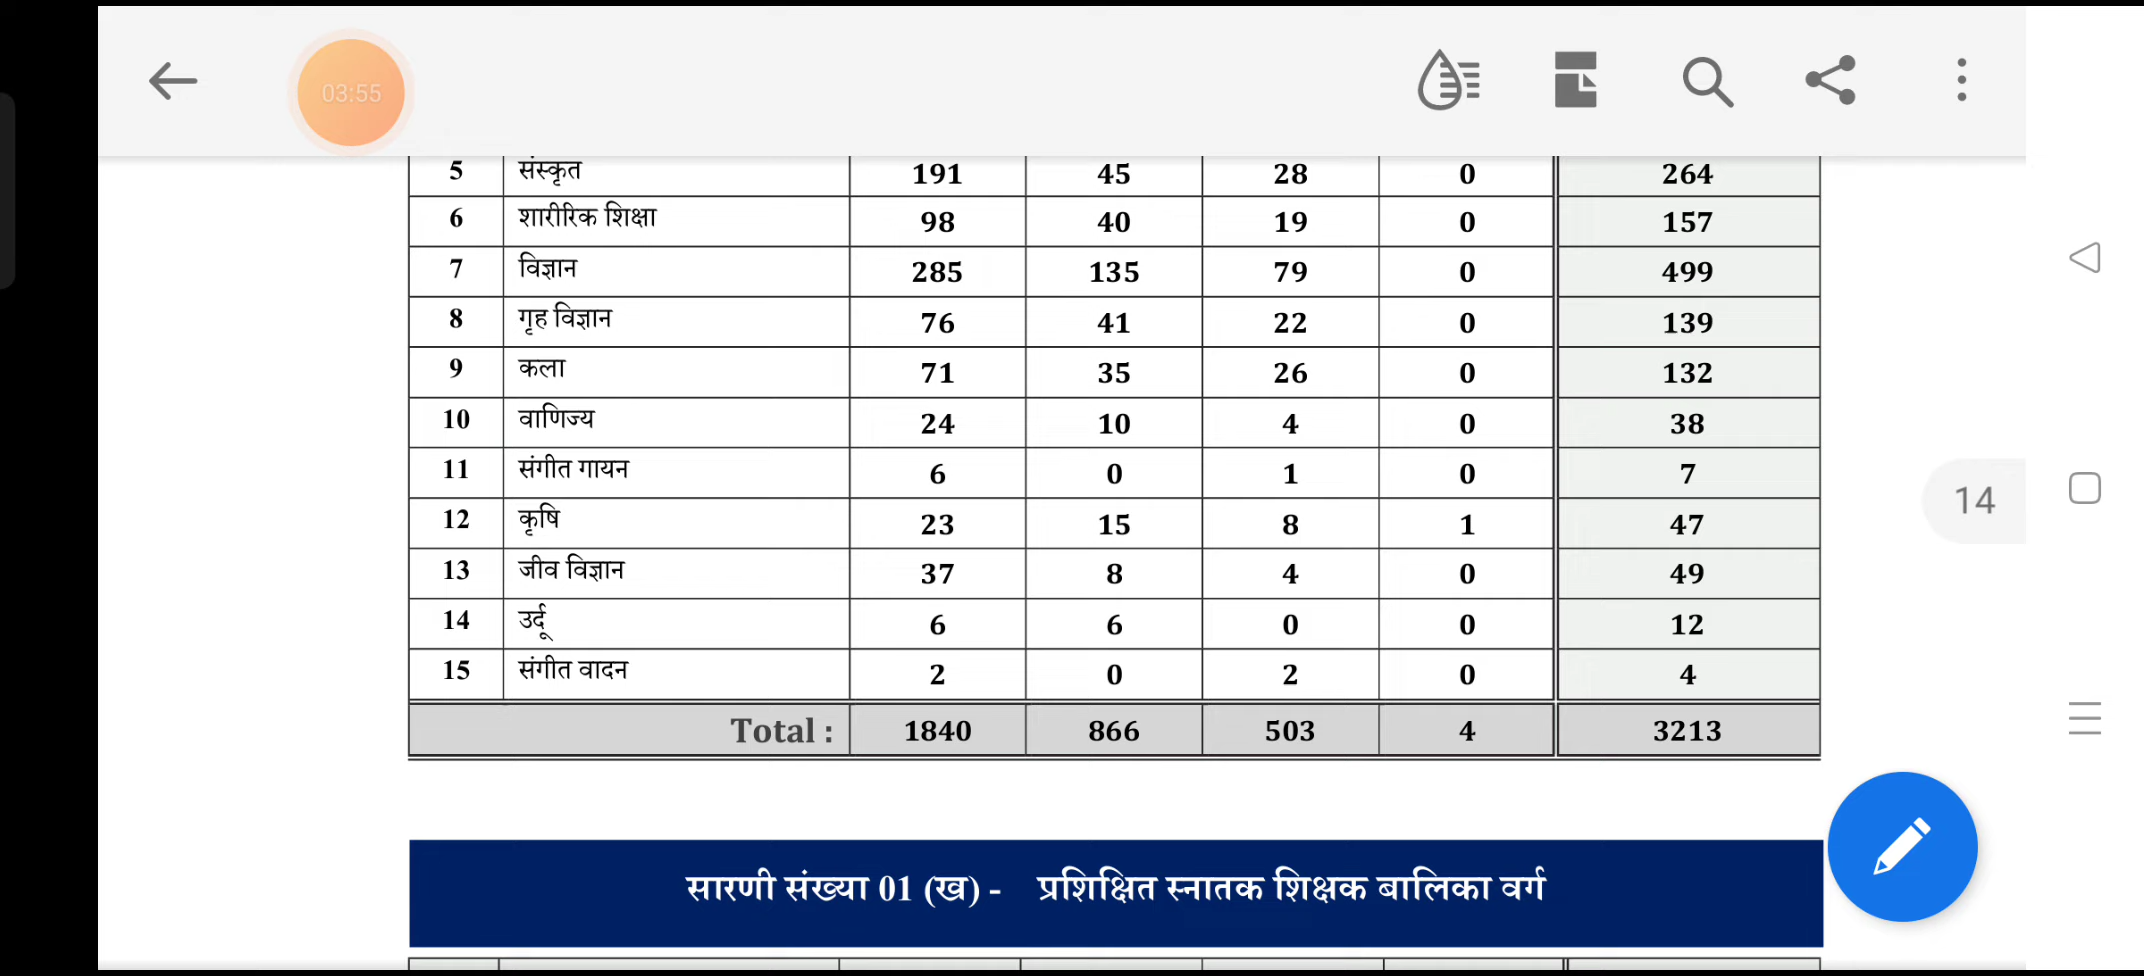 03:55
5 संस्कृत 191 45 28 0 264
6 शारीरिक शिक्षा 98 40 19 0 157
7 विज्ञान 285 135 79 0 499
8 गृह विज्ञान 76 41 22 0 139
9 कला 71 35 26 0 132
10 वाणिज्य 24 10 4 0 38
11 संगीत गायन 6 0 1 0 7
12 कृषि 23 15 8 1 47
13 जीव विज्ञान 37 8 4 0 49
14 उर्दू 6 6 0 0 12
15 संगीत वादन 2 0 2 0 4
Total : 1840 866 503 4 3213
14
सारणी संख्या 01 (ख) - प्रशिक्षित स्नातक शिक्षक बालिका वर्ग